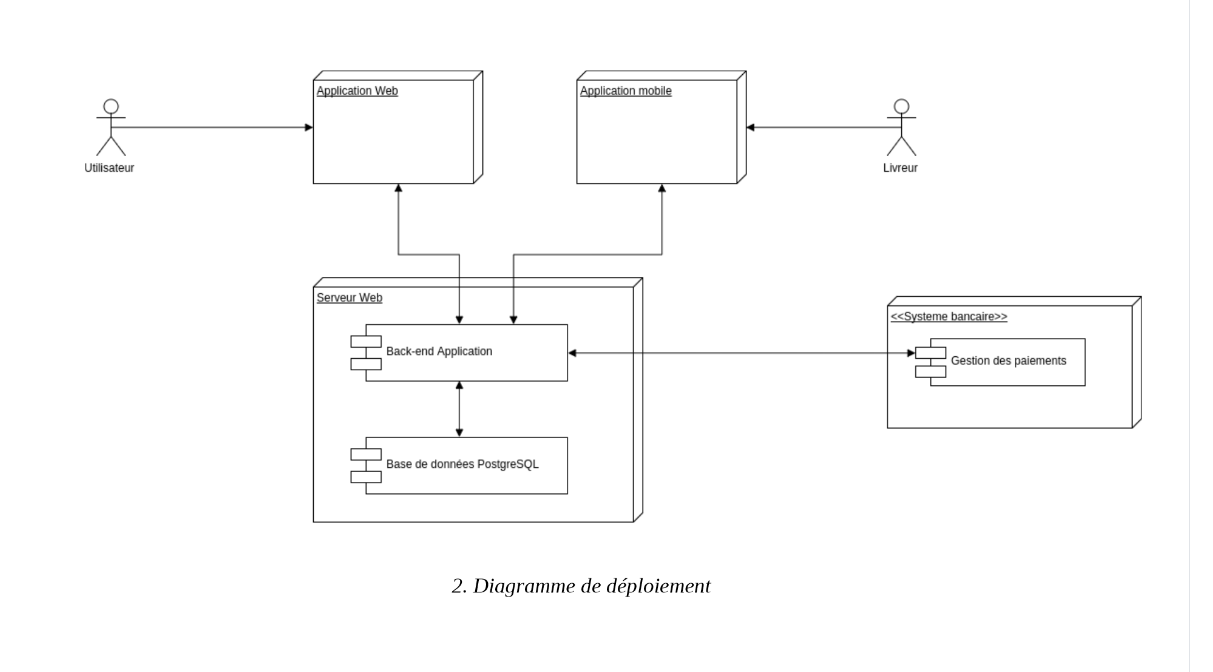 Application Web
Application mobile
Utilisateur
Livreur
Serveur Web
<<Systeme bancaire>>
Back-end Application
Gestion des paiements
Base de données PostgreSQL
2. Diagramme de déploiement